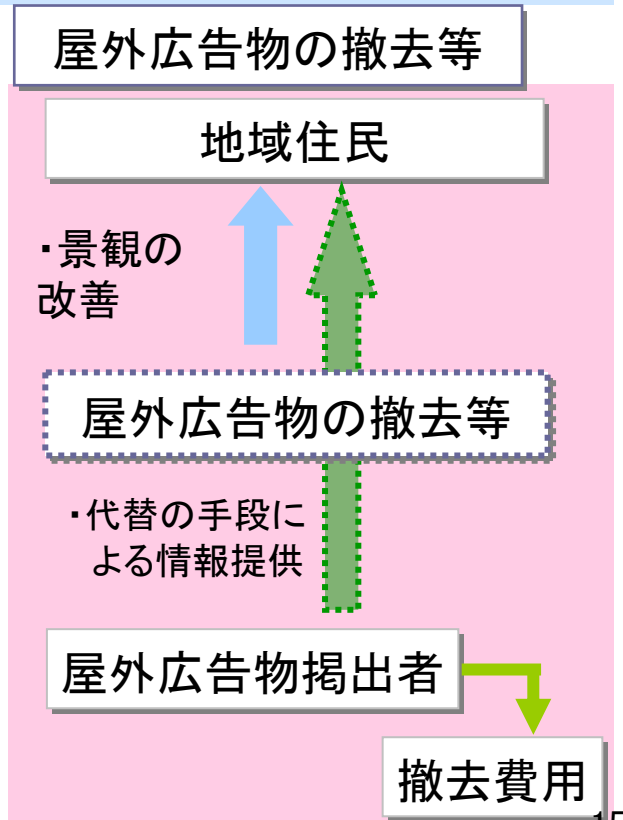 屋外広告物の撤去等
地域住民
・景観の
改善
屋外広告物の撤去等
・代替の手段に
よる情報提供
屋外広告物掲出者
撤去費用